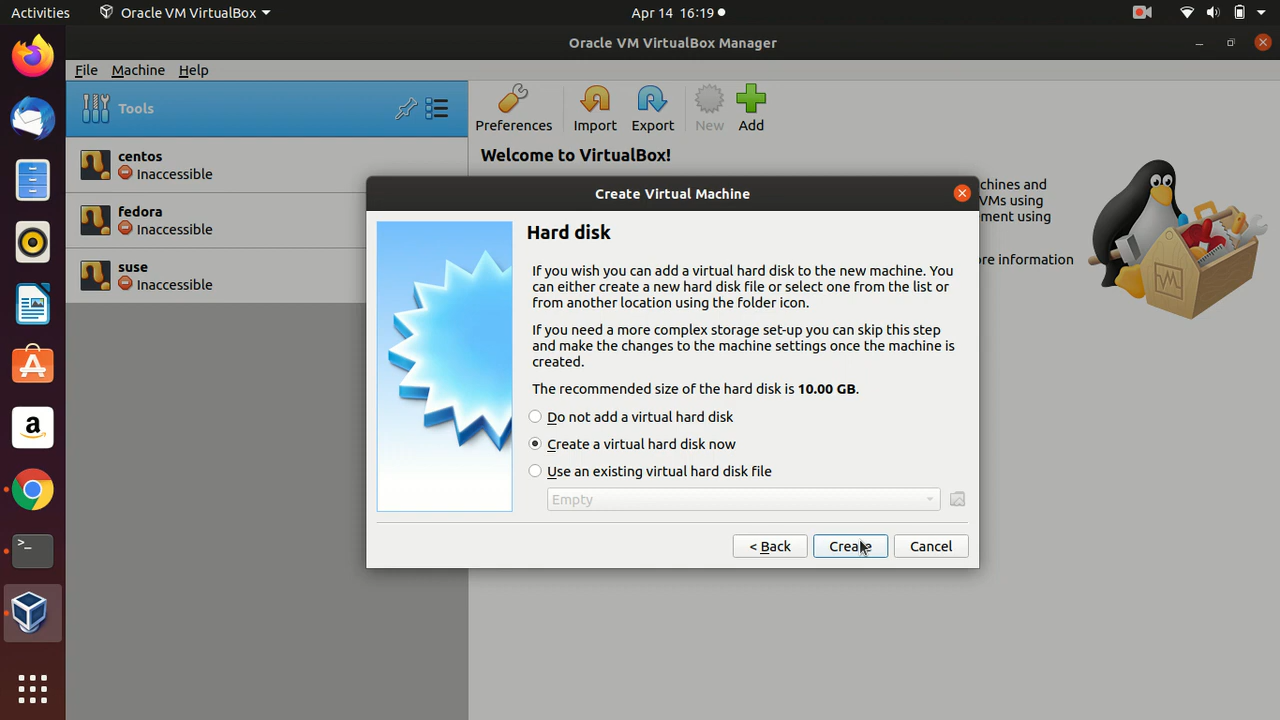 Activities
Oracle VM VirtualBox
Apr 14 16:19
Oracle VM VirtualBox Manager
File Machine Help
Tools
Preferences
Import
Export
New
Add
centos
Inaccessible
fedora
Inaccessible
suse
Inaccessible
Welcome to VirtualBox!
chines and
VMs using
ment using
ore information
Create Virtual Machine
Hard disk
If you wish you can add a virtual hard disk to the new machine. You
can either create a new hard disk file or select one from the list or
from another location using the folder icon.
If you need a more complex storage set-up you can skip this step
and make the changes to the machine settings once the machine is
created.
The recommended size of the hard disk is 10.00 GB.
Do not add a virtual hard disk
Create a virtual hard disk now
Use an existing virtual hard disk file
Empty
< Back
Create
Cancel